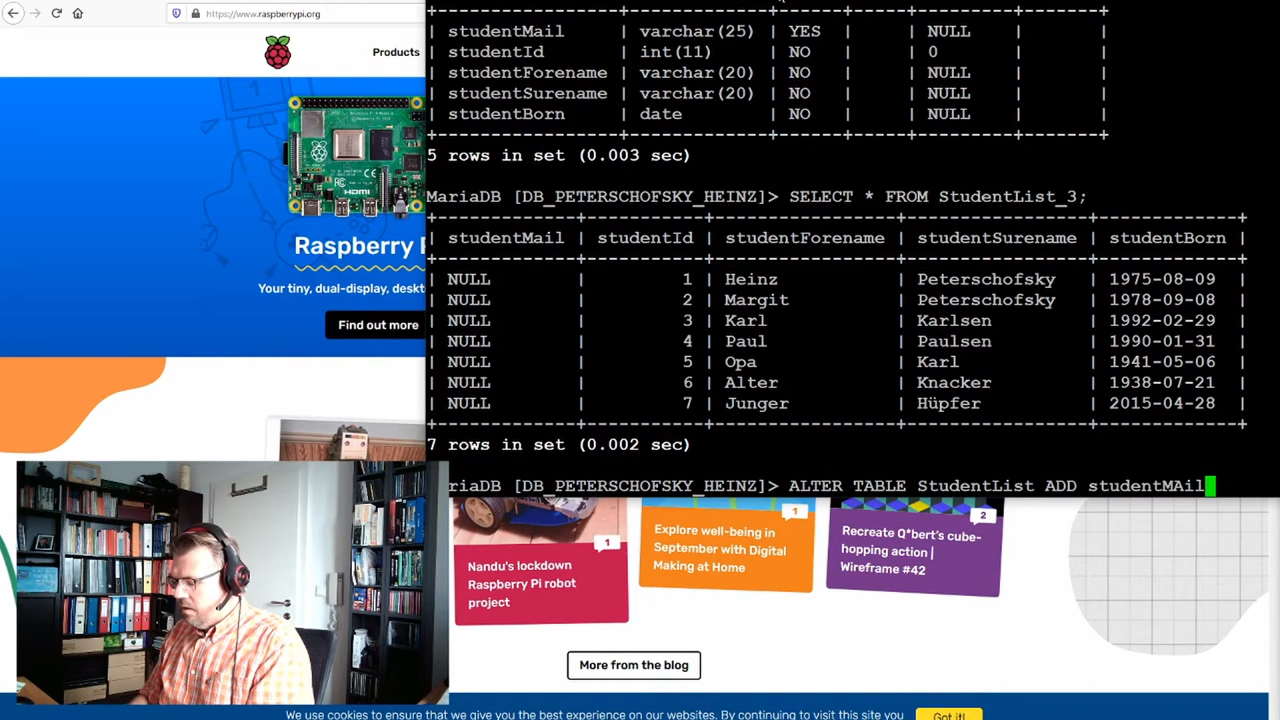 https://www.raspberrypi.org
Products
Raspberry P
Your tiny, dual-display, deskt
Find out more
HDMI
| studentMail | varchar(25) | YES | | NULL | |
| studentId | int(11) | NO | | 0 | |
| studentForename | varchar(20) | NO | | NULL | |
| studentSurename | varchar(20) | NO | | NULL | |
| studentBorn | date | NO | | NULL | |
5 rows in set (0.003 sec)
MariaDB [DB_PETERSCHOFSKY_HEINZ]> SELECT * FROM StudentList_3;
| studentMail | studentId | studentForename | studentSurename | studentBorn |
| NULL | 1 | Heinz | Peterschofsky | 1975-08-09 |
| NULL | 2 | Margit | Peterschofsky | 1978-09-08 |
| NULL | 3 | Karl | Karlsen | 1992-02-29 |
| NULL | 4 | Paul | Paulsen | 1990-01-31 |
| NULL | 5 | Opa | Karl | 1941-05-06 |
| NULL | 6 | Alter | Knacker | 1938-07-21 |
| NULL | 7 | Junger | Hüpfer | 2015-04-28 |
7 rows in set (0.002 sec)
riaDB [DB_PETERSCHOFSKY_HEINZ]> ALTER TABLE StudentList ADD studentMAil
1
Nandu's lockdown
Raspberry Pi robot
project
1
Explore well-being in
September with Digital
Making at Home
2
Recreate Q*bert's cube-
hopping action |
Wireframe #42
More from the blog
We use cookies to ensure that we give you the best experience on our websites. By continuing to visit this site you
Got it!